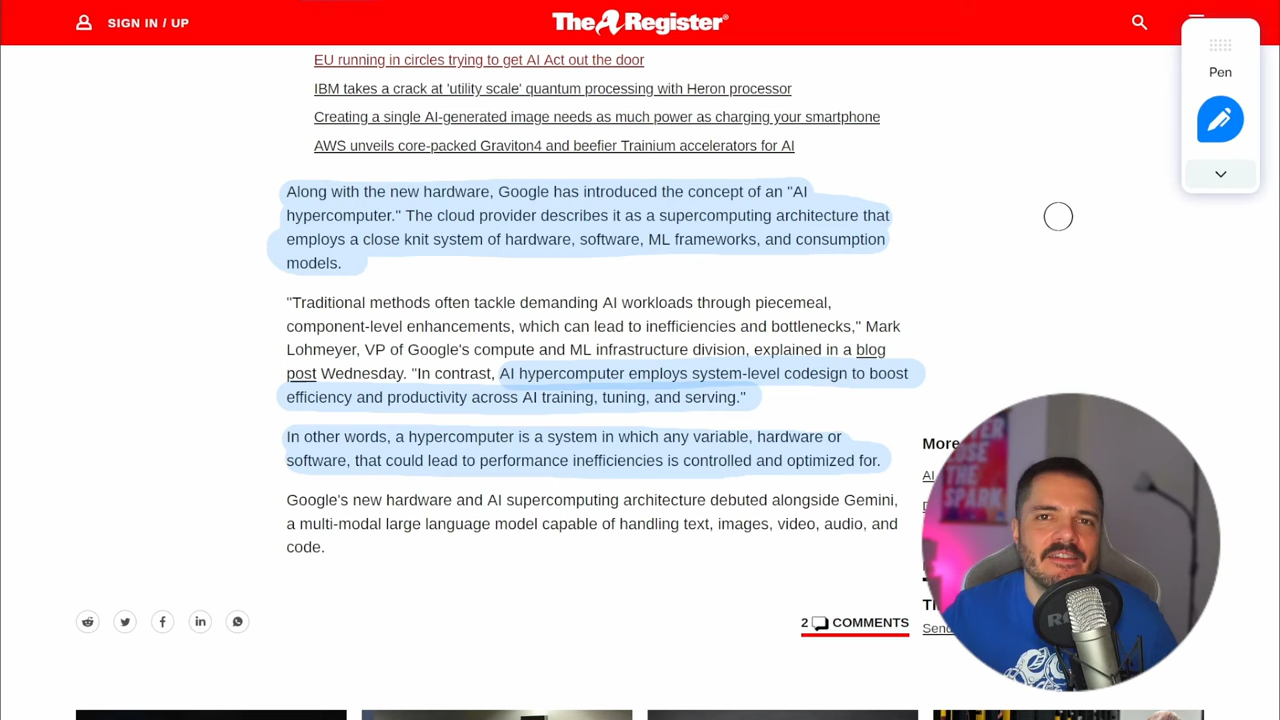 SIGN IN / UP
The Register®
Pen
EU running in circles trying to get AI Act out the door
IBM takes a crack at 'utility scale' quantum processing with Heron processor
Creating a single AI-generated image needs as much power as charging your smartphone
AWS unveils core-packed Graviton4 and beefier Trainium accelerators for AI
Along with the new hardware, Google has introduced the concept of an "AI
hypercomputer." The cloud provider describes it as a supercomputing architecture that
employs a close knit system of hardware, software, ML frameworks, and consumption
models.
"Traditional methods often tackle demanding AI workloads through piecemeal,
component-level enhancements, which can lead to inefficiencies and bottlenecks," Mark
Lohmeyer, VP of Google's compute and ML infrastructure division, explained in a blog
post Wednesday. "In contrast, AI hypercomputer employs system-level codesign to boost
efficiency and productivity across AI training, tuning, and serving."
In other words, a hypercomputer is a system in which any variable, hardware or
software, that could lead to performance inefficiencies is controlled and optimized for.
Google's new hardware and AI supercomputing architecture debuted alongside Gemini,
a multi-modal large language model capable of handling text, images, video, audio, and
code.
2 COMMENTS
More
AI
Send
THE
SPARK